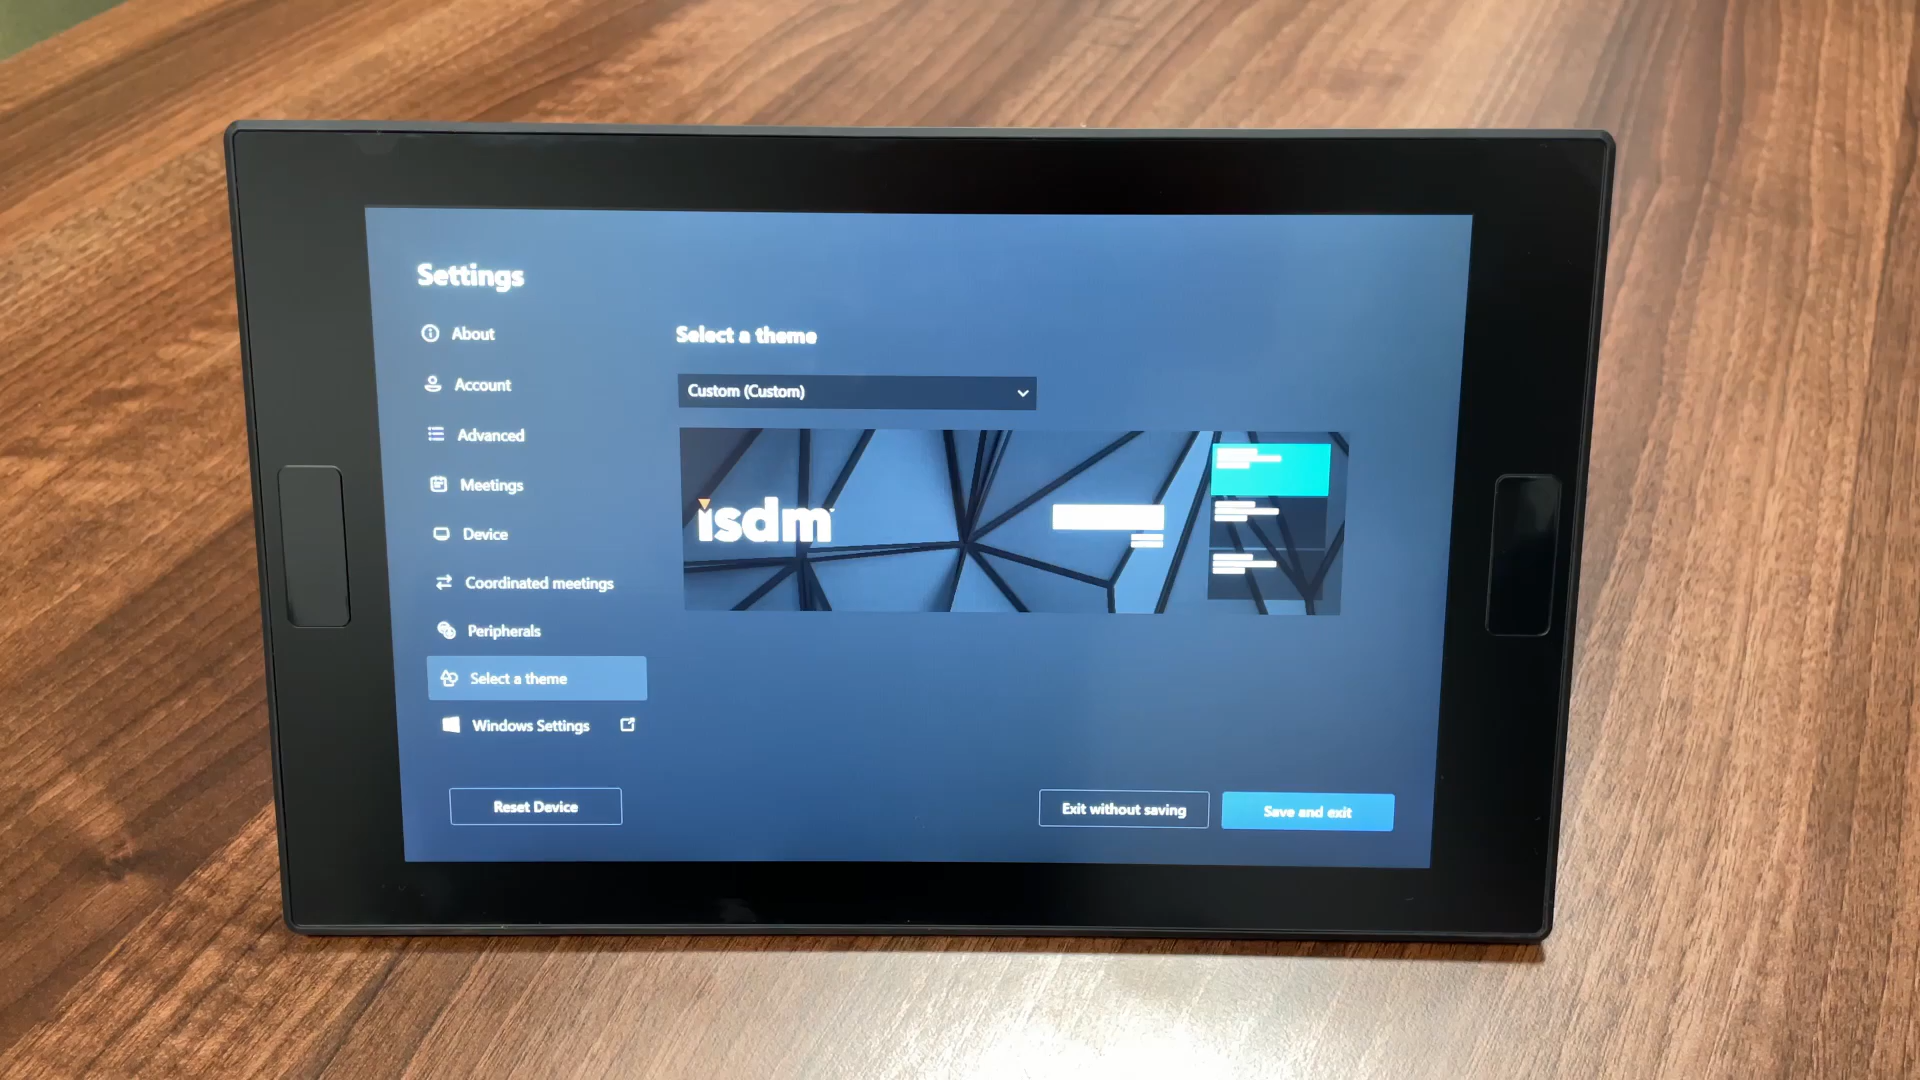 Settings
About
Account
Advanced
Meetings
Device
Coordinated meetings
Peripherals
Select a theme
Windows Settings
Reset Device
Select a theme
Custom (Custom)
isdm
Exit without saving
Save and exit